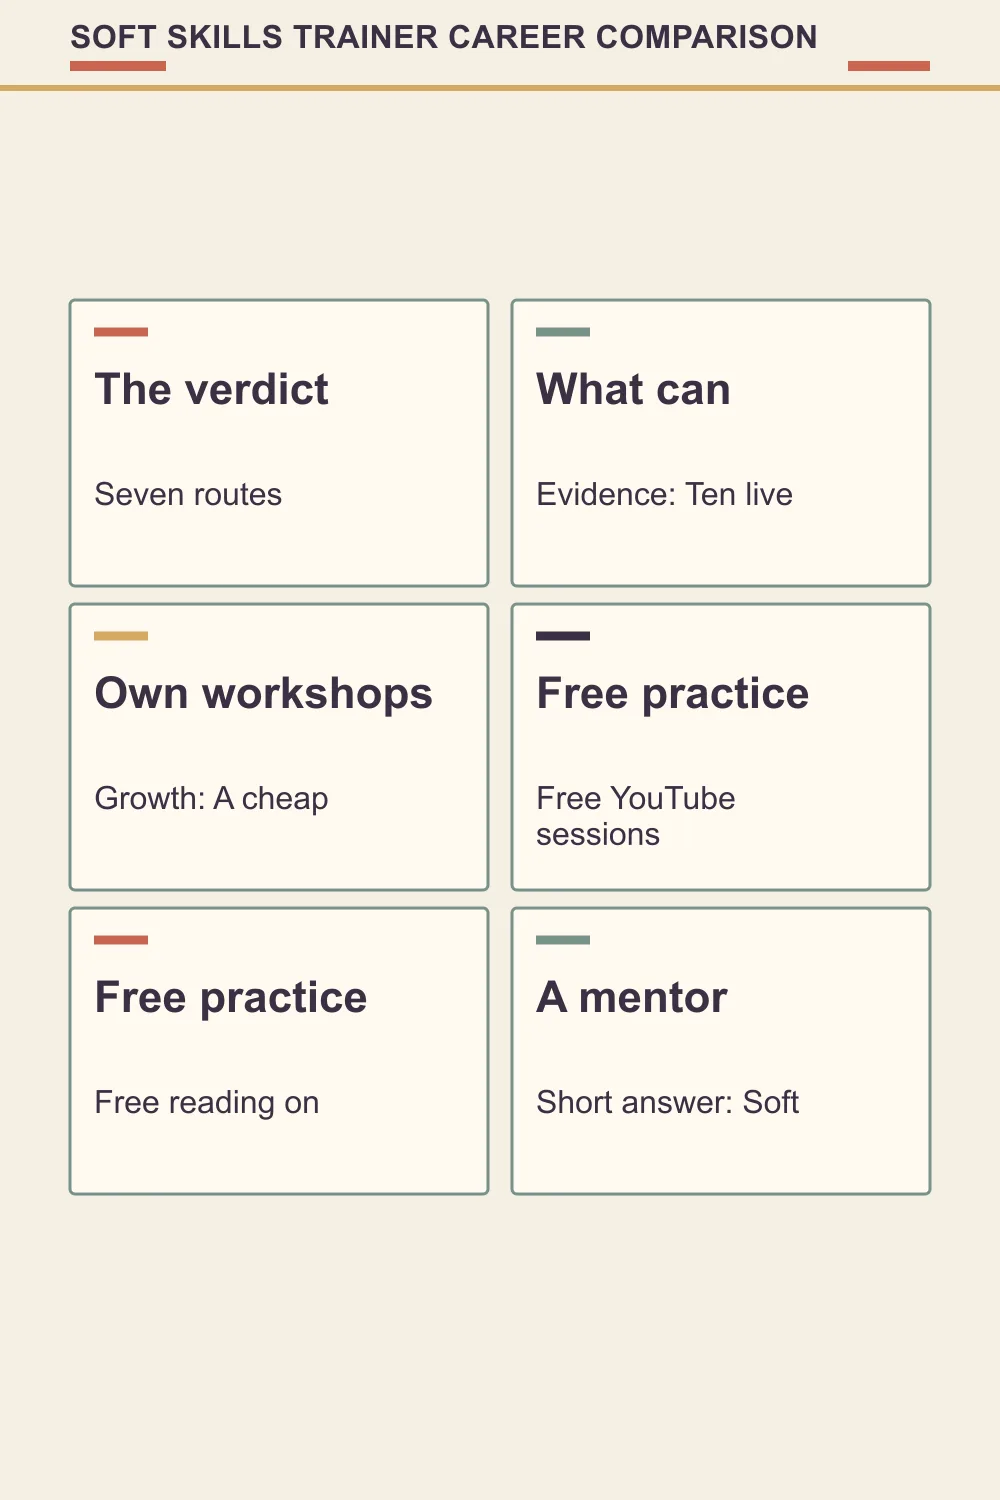 SOFT SKILLS TRAINER CAREER COMPARISON
The verdict
Seven routes
What can
Evidence: Ten live
Own workshops
Growth: A cheap
Free practice
Free YouTube
sessions
Free practice
Free reading on
A mentor
Short answer: Soft